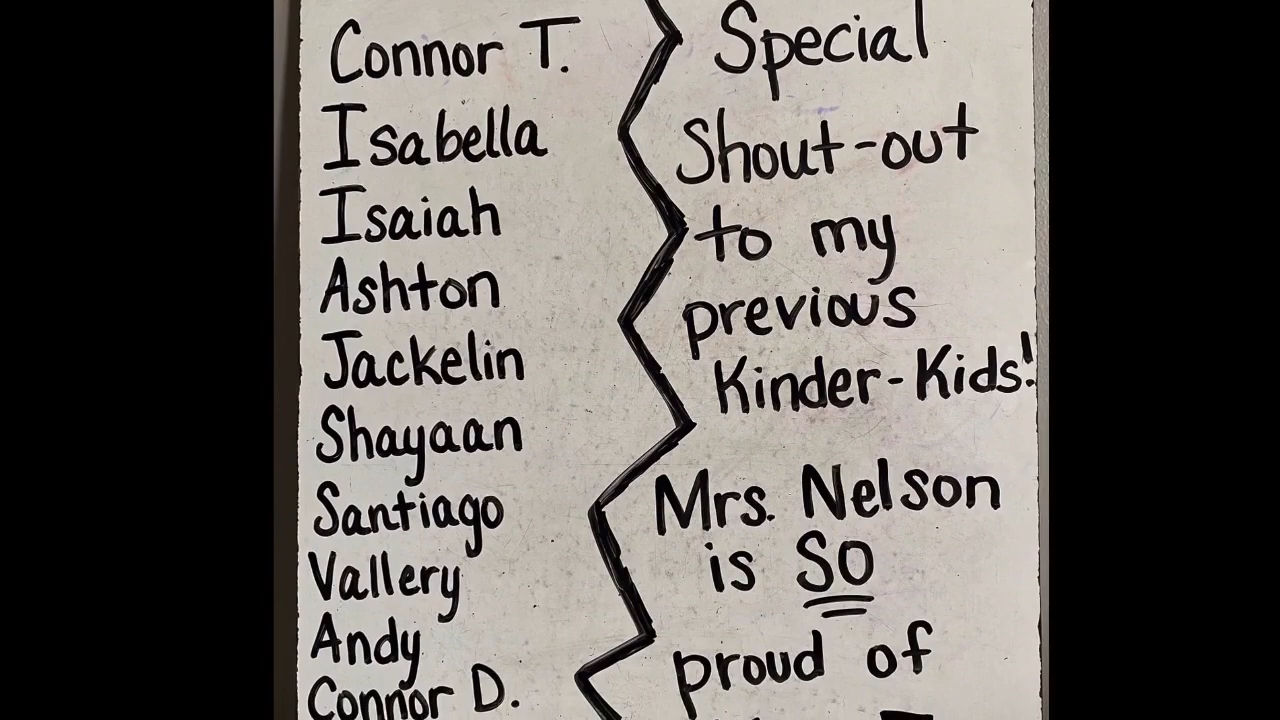 Connor T.
Isabella
Isaiah
Ashton
Jackelin
Shayaan
Santiago
Vallery
Andy
Connor D.
Special
Shout-out
to my
previous
Kinder-Kids!
Mrs. Nelson
is SO
proud of